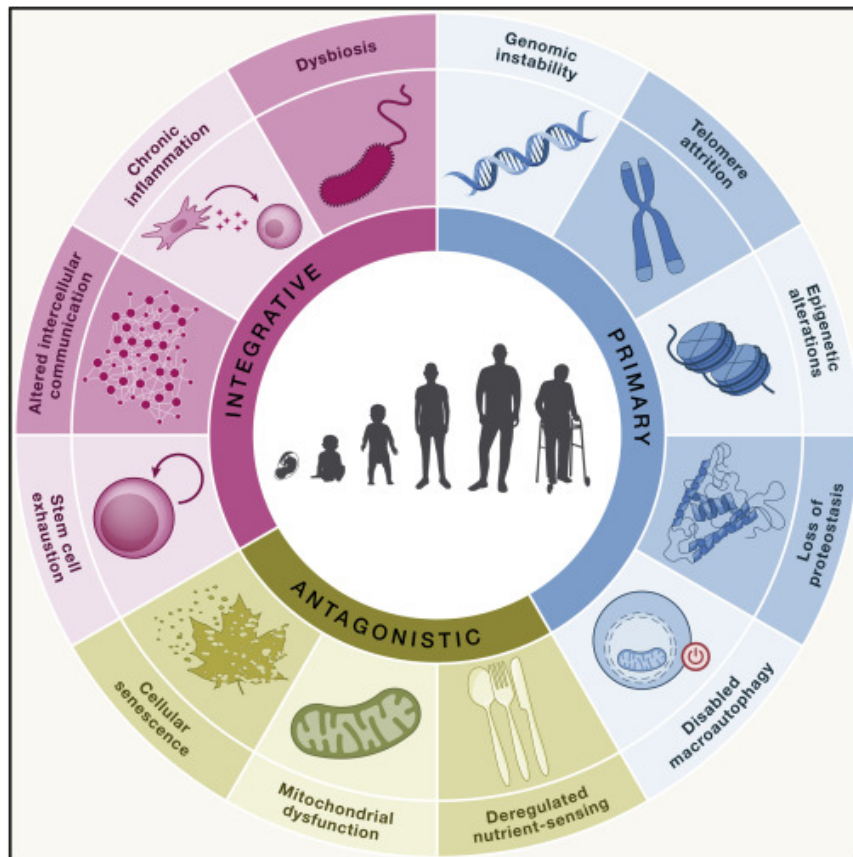 Dysbiosis
Genomic
instability
Telomere
attrition
Epigenetic
alterations
Loss of
proteostasis
Disabled
macroautophagy
Deregulated
nutrient-sensing
Mitochondrial
dysfunction
Cellular
senescence
Stem cell
exhaustion
Altered intercellular
communication
Chronic
inflammation
INTEGRATIVE
PRIMARY
ANTAGONISTIC